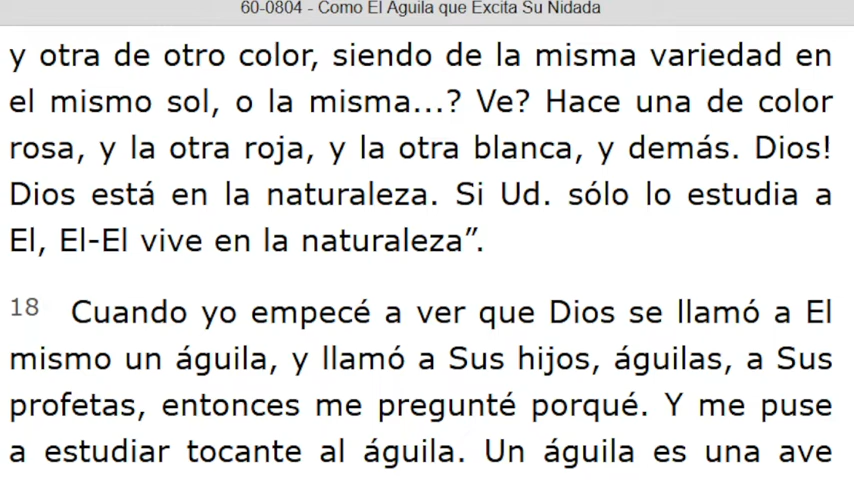 60-0804 - Como El Aguila que Excita Su Nidada
y otra de otro color, siendo de la misma variedad en
el mismo sol, o la misma...? Ve? Hace una de color
rosa, y la otra roja, y la otra blanca, y demás. Dios!
Dios está en la naturaleza. Si Ud. sólo lo estudia a
El, El-El vive en la naturaleza”.
18 Cuando yo empecé a ver que Dios se llamó a El
mismo un águila, y llamó a Sus hijos, águilas, a Sus
profetas, entonces me pregunté porqué. Y me puse
a estudiar tocante al águila. Un águila es una ave